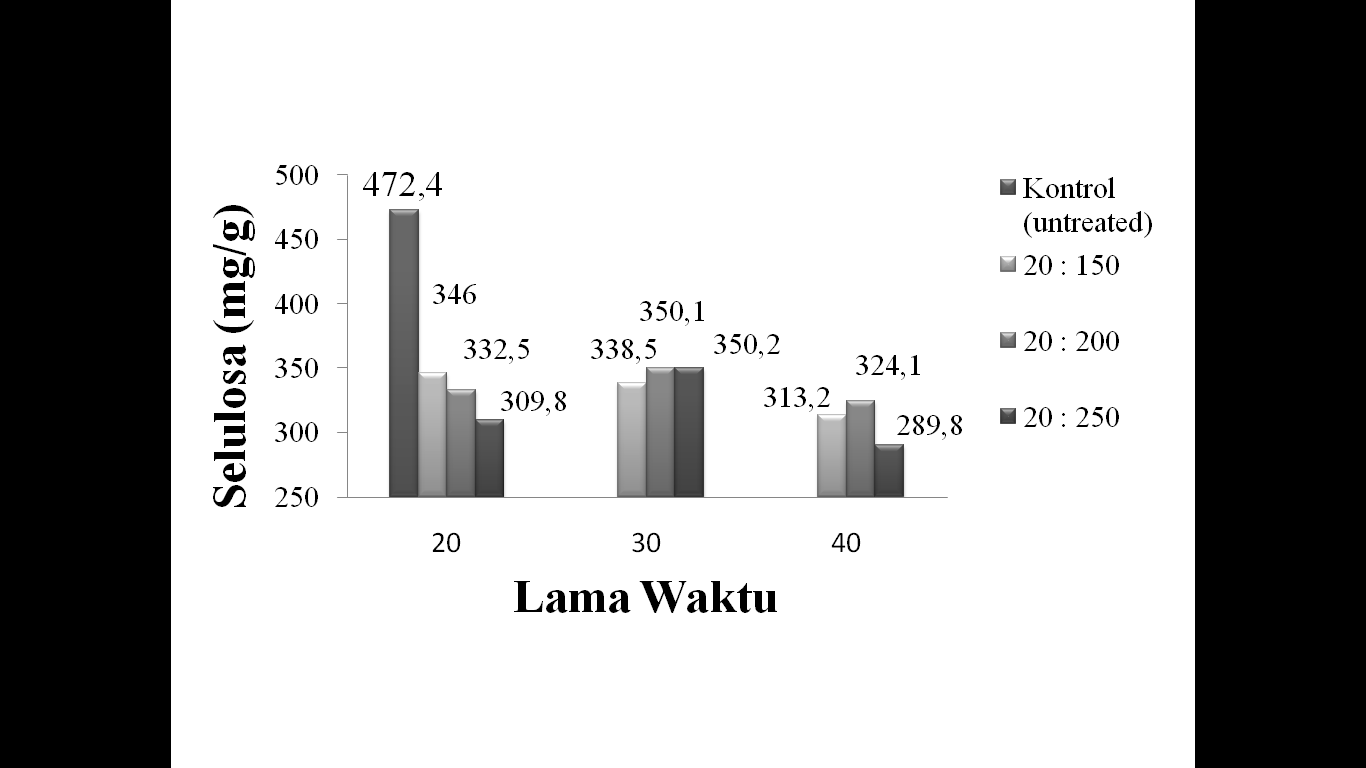 500
450
400
350
300
250
Selulosa (mg/g)
472,4
346
332,5
309,8
338,5
350,1
350,2
313,2
324,1
289,8
20
30
40
Lama Waktu
Kontrol
(untreated)
20 : 150
20 : 200
20 : 250